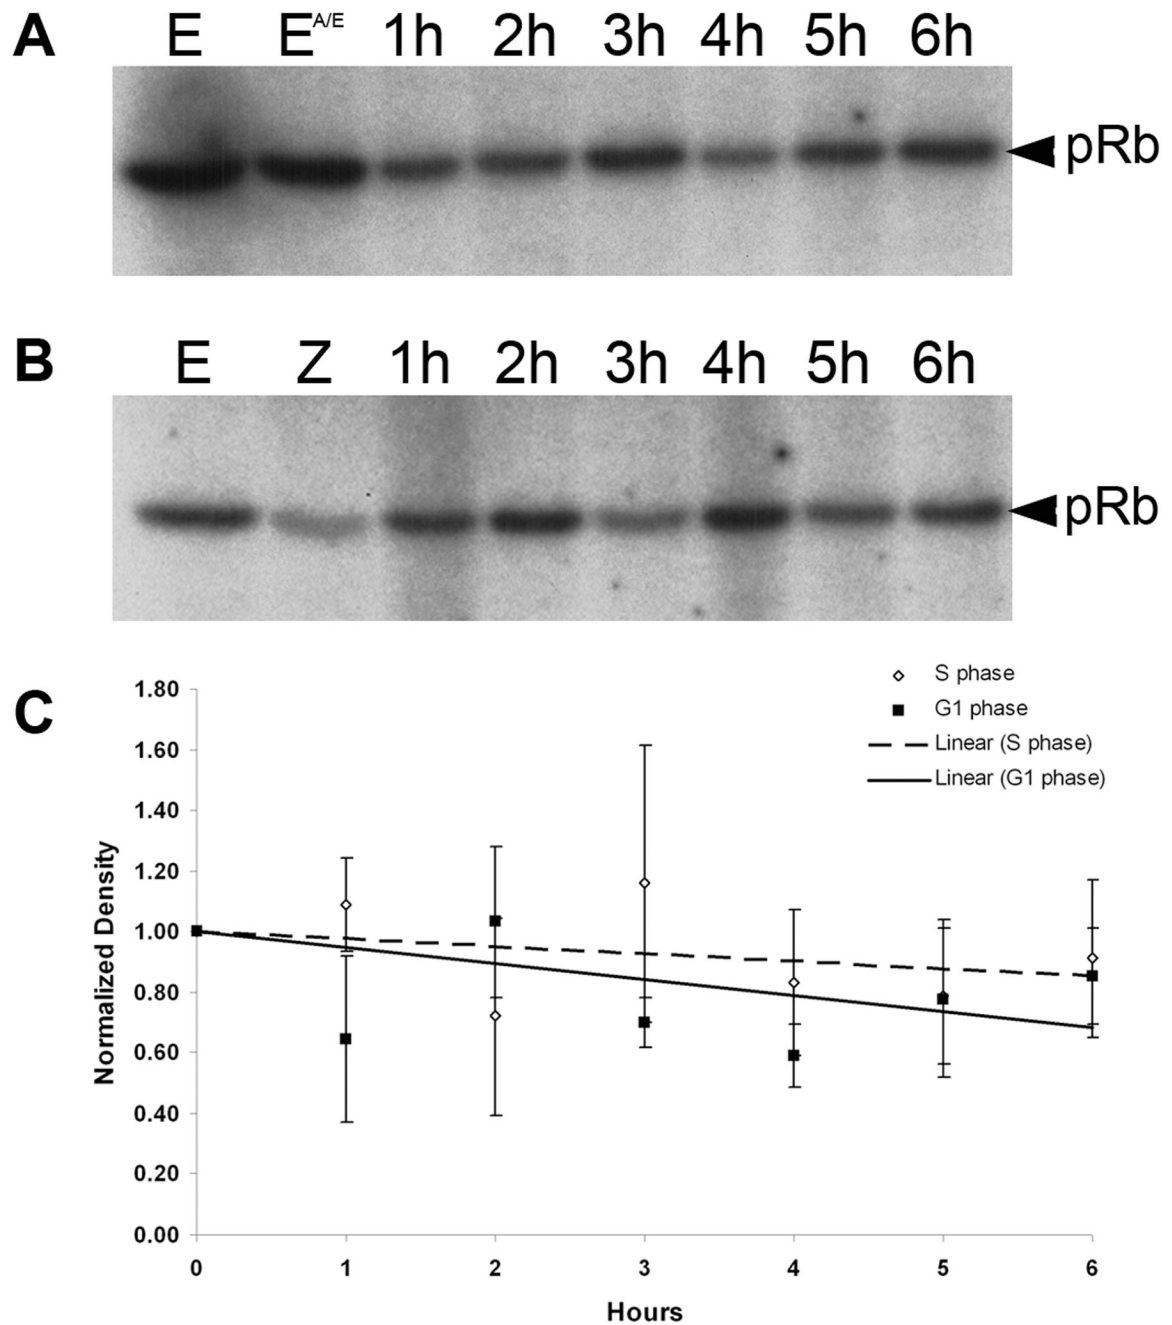 A
E E^A/E 1h 2h 3h 4h 5h 6h
pRb
B
E Z 1h 2h 3h 4h 5h 6h
pRb
C
S phase
G1 phase
Linear (S phase)
Linear (G1 phase)
1.80
1.60
1.40
1.20
1.00
0.80
0.60
0.40
0.20
0.00
Normalized Density
0 1 2 3 4 5 6
Hours